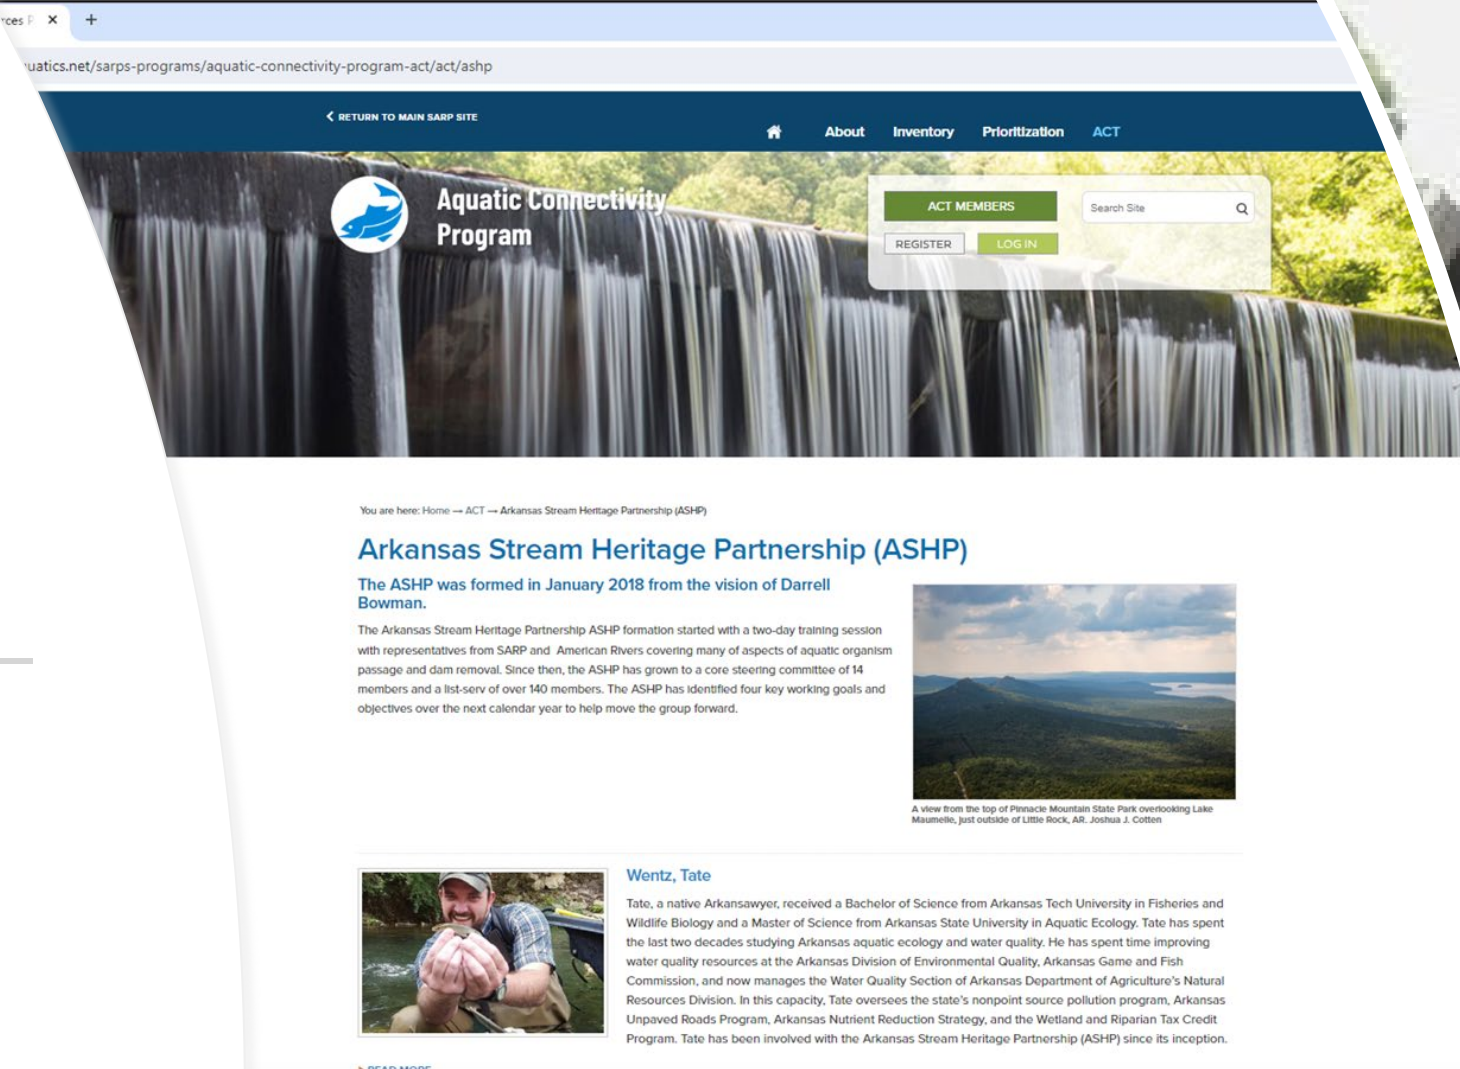 uatics.net/sarps-programs/aquatic-connectivity-program-act/act/ashp
RETURN TO MAIN SARP SITE
About Inventory Prioritization ACT
Aquatic Connectivity
Program
ACT MEMBERS
Search Site
REGISTER LOG IN
You are here: Home → ACT → Arkansas Stream Heritage Partnership (ASHP)
Arkansas Stream Heritage Partnership (ASHP)
The ASHP was formed in January 2018 from the vision of Darrell
Bowman.
The Arkansas Stream Heritage Partnership ASHP formation started with a two-day training session
with representatives from SARP and American Rivers covering many of aspects of aquatic organism
passage and dam removal. Since then, the ASHP has grown to a core steering committee of 14
members and a list-serv of over 140 members. The ASHP has identified four key working goals and
objectives over the next calendar year to help move the group forward.
A view from the top of Pinnacle Mountain State Park overlooking Lake
Maumelle, just outside of Little Rock, AR. Joshua J. Cotten
Wentz, Tate
Tate, a native Arkansawyer, received a Bachelor of Science from Arkansas Tech University in Fisheries and
Wildlife Biology and a Master of Science from Arkansas State University in Aquatic Ecology. Tate has spent
the last two decades studying Arkansas aquatic ecology and water quality. He has spent time improving
water quality resources at the Arkansas Division of Environmental Quality, Arkansas Game and Fish
Commission, and now manages the Water Quality Section of Arkansas Department of Agriculture's Natural
Resources Division. In this capacity, Tate oversees the state's nonpoint source pollution program, Arkansas
Unpaved Roads Program, Arkansas Nutrient Reduction Strategy, and the Wetland and Riparian Tax Credit
Program. Tate has been involved with the Arkansas Stream Heritage Partnership (ASHP) since its inception.
READ MORE